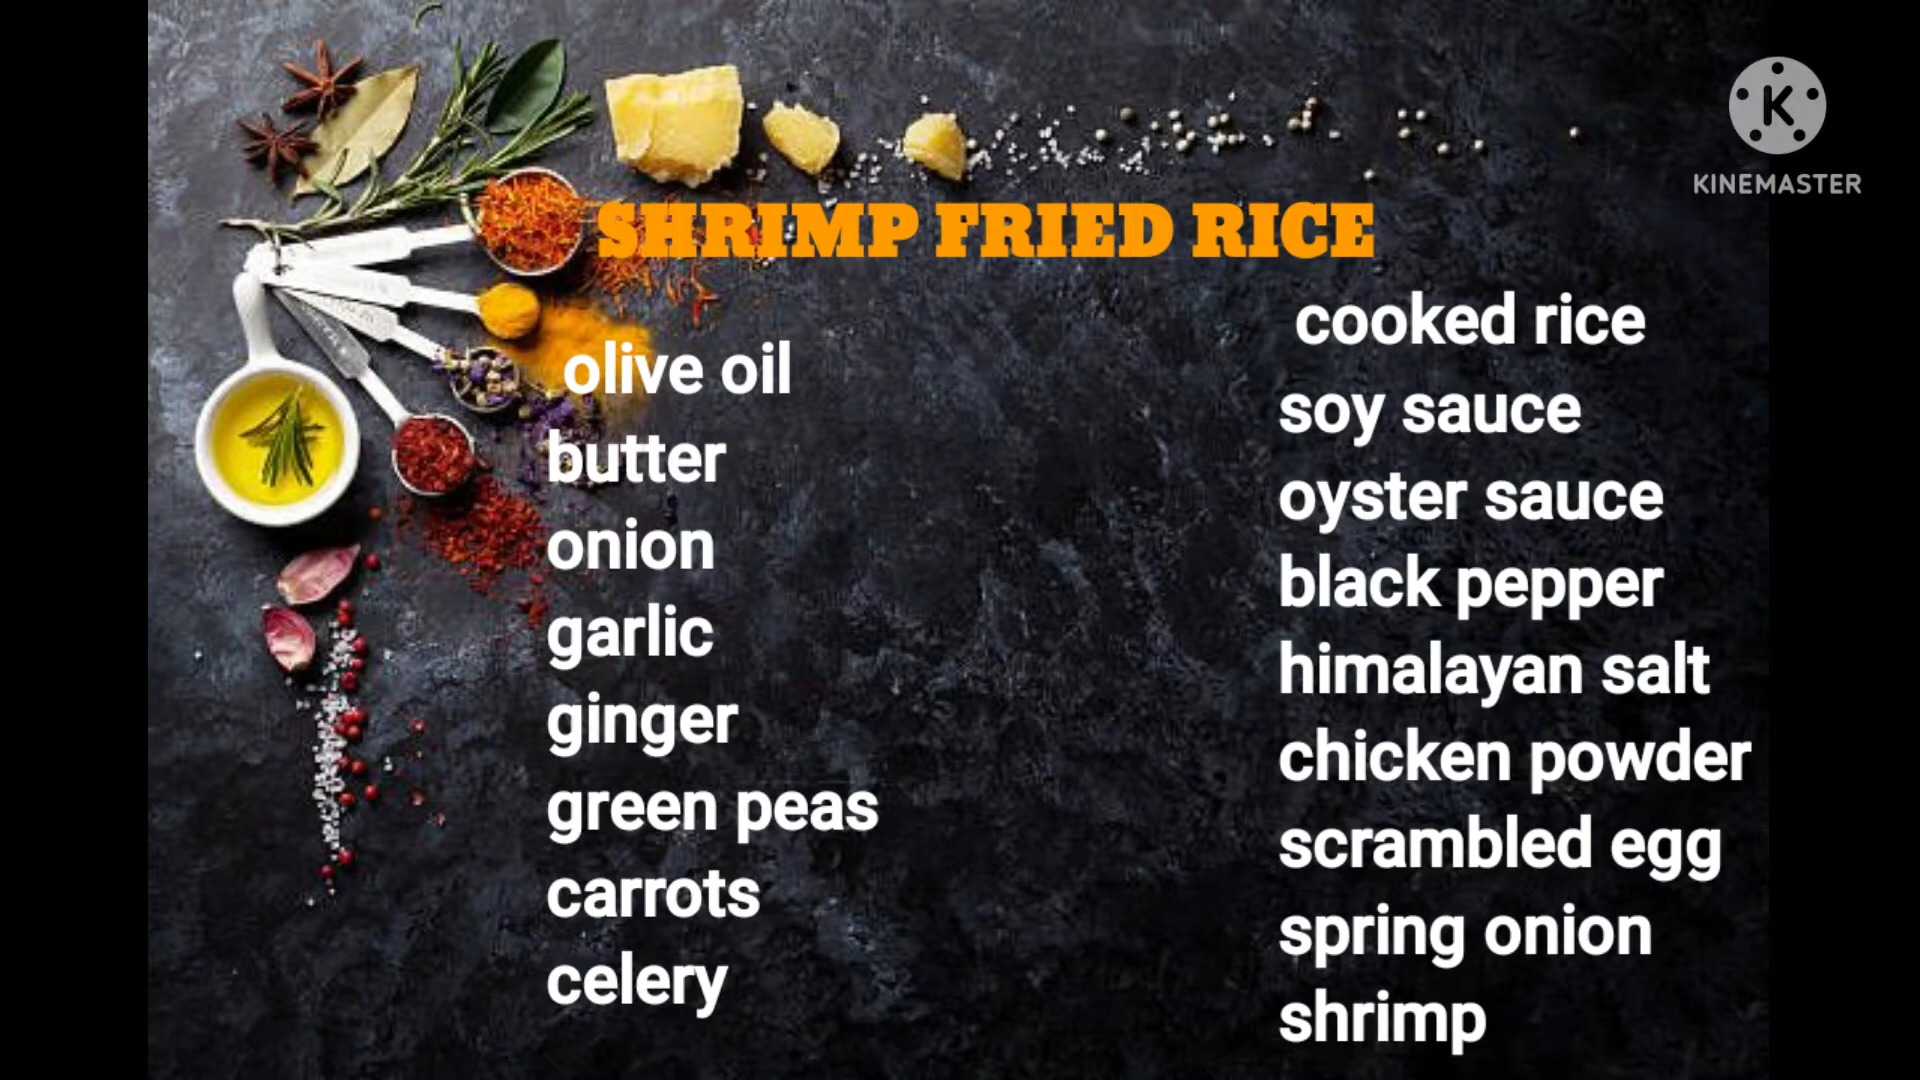 KINEMASTER
SHRIMP FRIED RICE
olive oil
butter
onion
garlic
ginger
green peas
carrots
celery
cooked rice
soy sauce
oyster sauce
black pepper
himalayan salt
chicken powder
scrambled egg
spring onion
shrimp